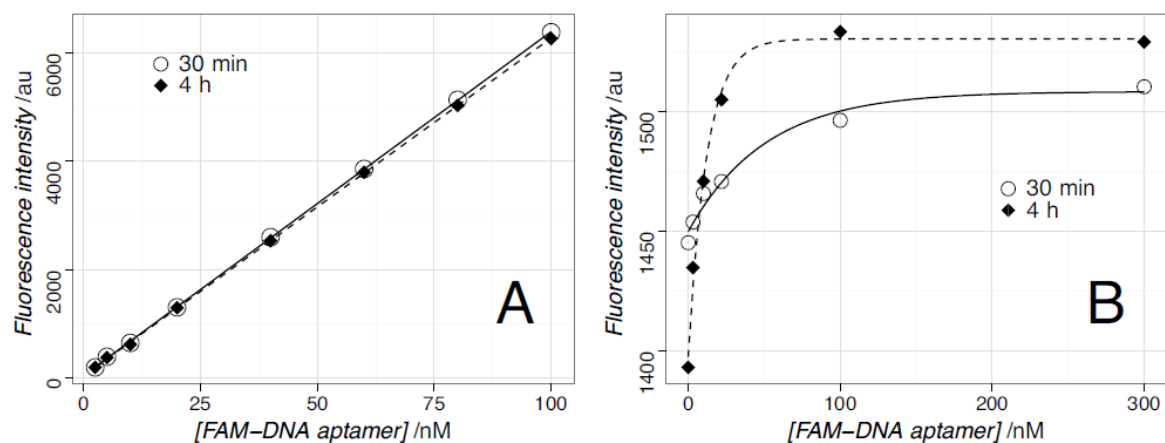 Fluorescence intensity /au
0
2000
4000
6000
30 min
4 h
A
0
25
50
75
100
[FAM−DNA aptamer] /nM
Fluorescence intensity /au
1400
1450
1500
30 min
4 h
B
0
100
200
300
[FAM−DNA aptamer] /nM